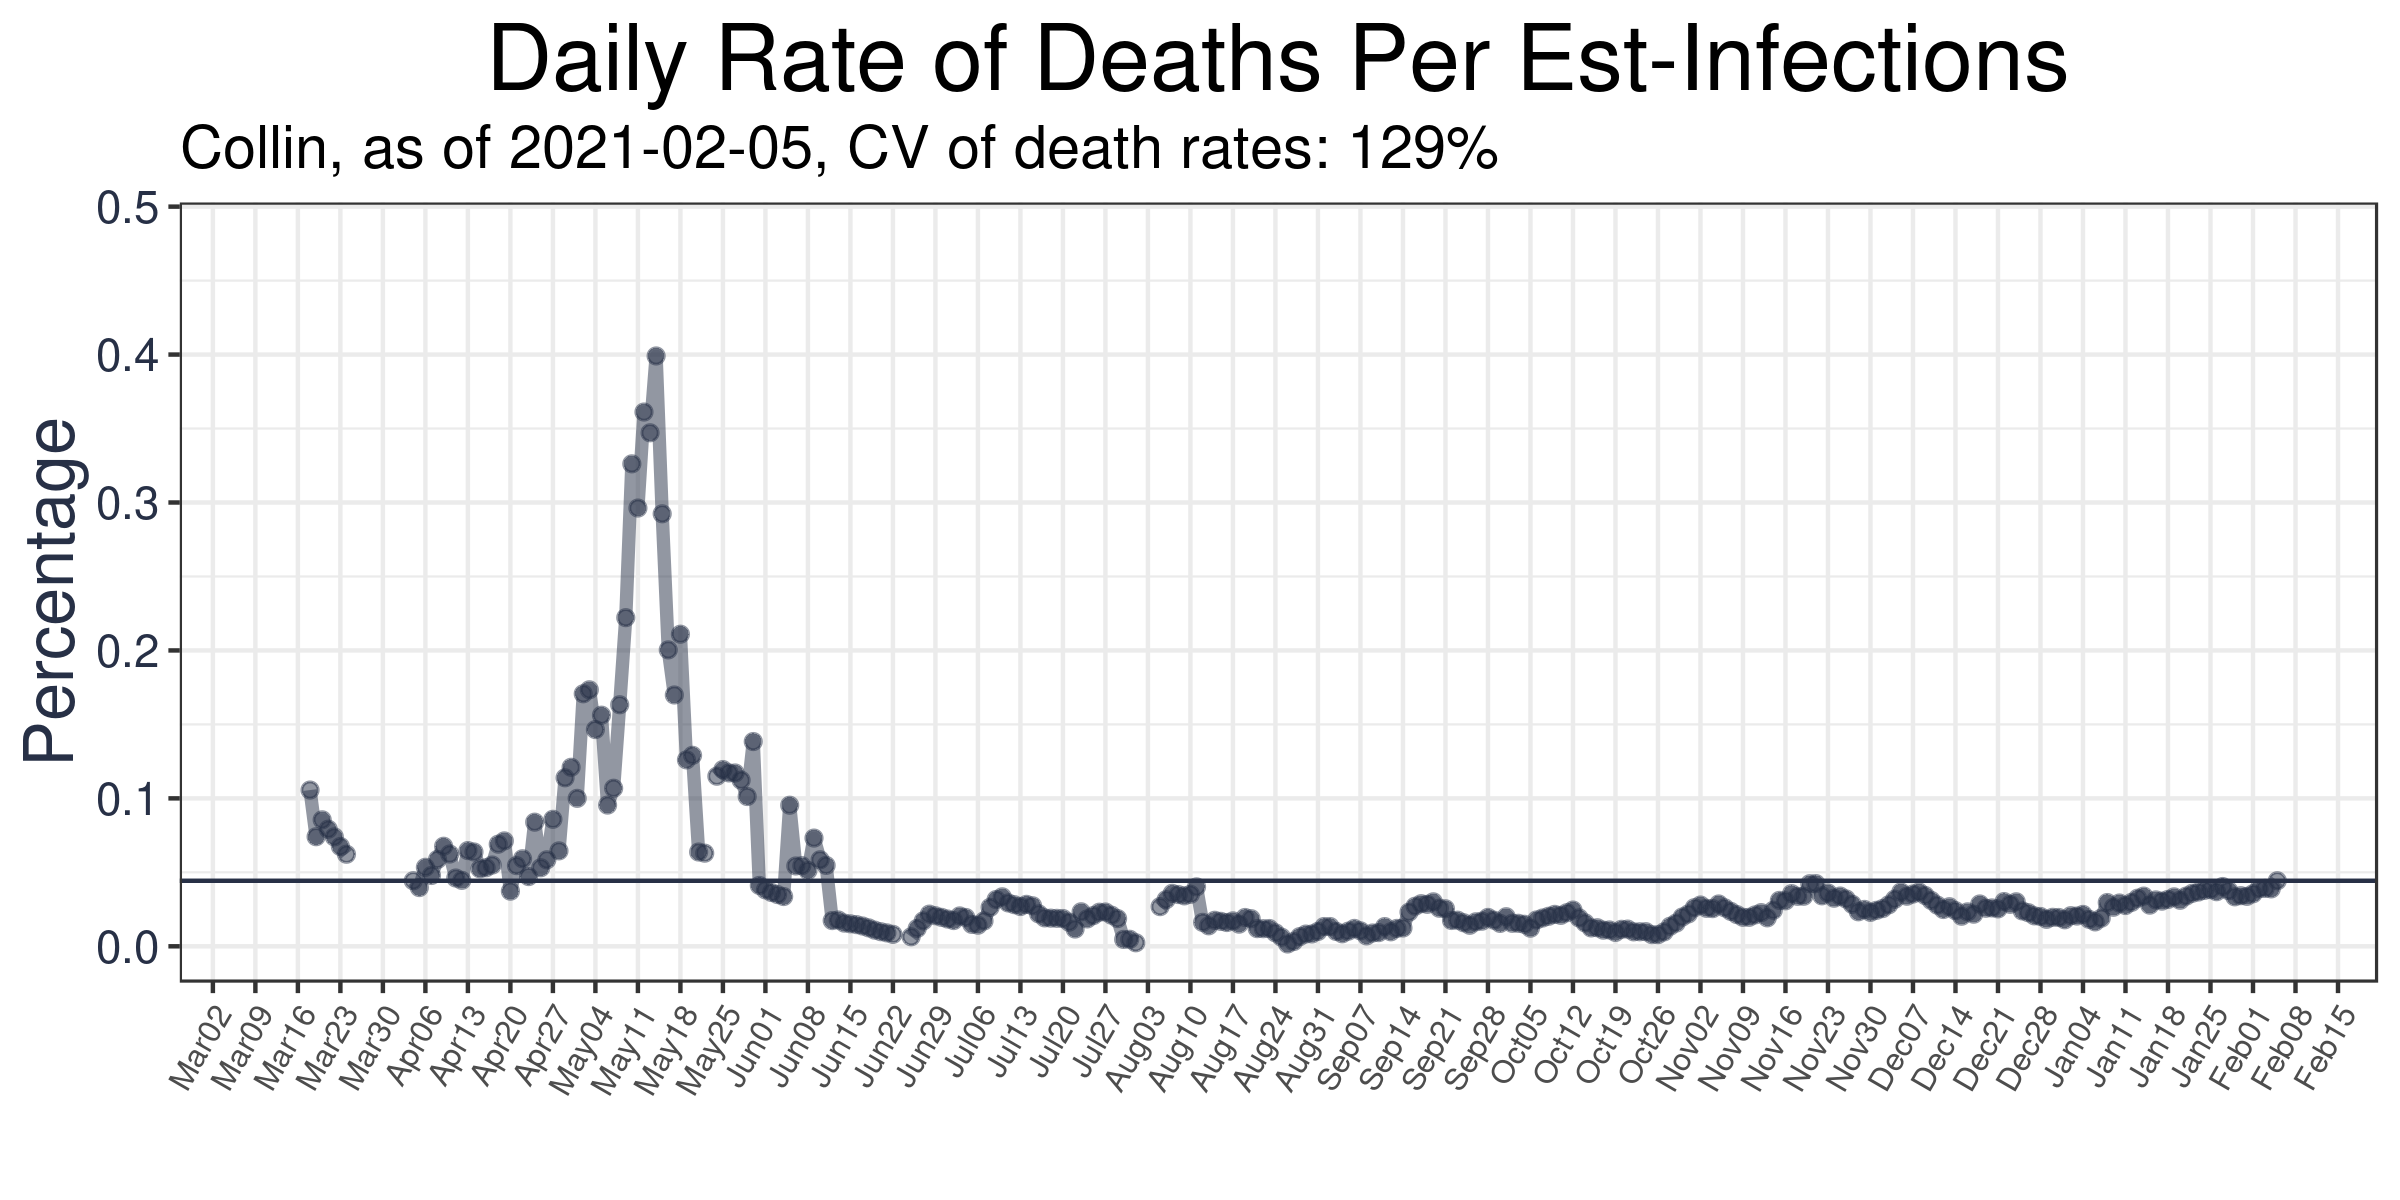 Daily Rate of Deaths Per Est-Infections
Collin, as of 2021-02-05, CV of death rates: 129%
Percentage
0.5
0.4
0.3
0.2
0.1
0.0
Mar02 Mar09 Mar16 Mar23 Mar30 Apr06 Apr13 Apr20 Apr27 May04 May11 May18 May25 Jun01 Jun08 Jun15 Jun22 Jun29 Jul06 Jul13 Jul20 Jul27 Aug03 Aug10 Aug17 Aug24 Aug31 Sep07 Sep14 Sep21 Sep28 Oct05 Oct12 Oct19 Oct26 Nov02 Nov09 Nov16 Nov23 Nov30 Dec07 Dec14 Dec21 Dec28 Jan04 Jan11 Jan18 Jan25 Feb01 Feb08 Feb15